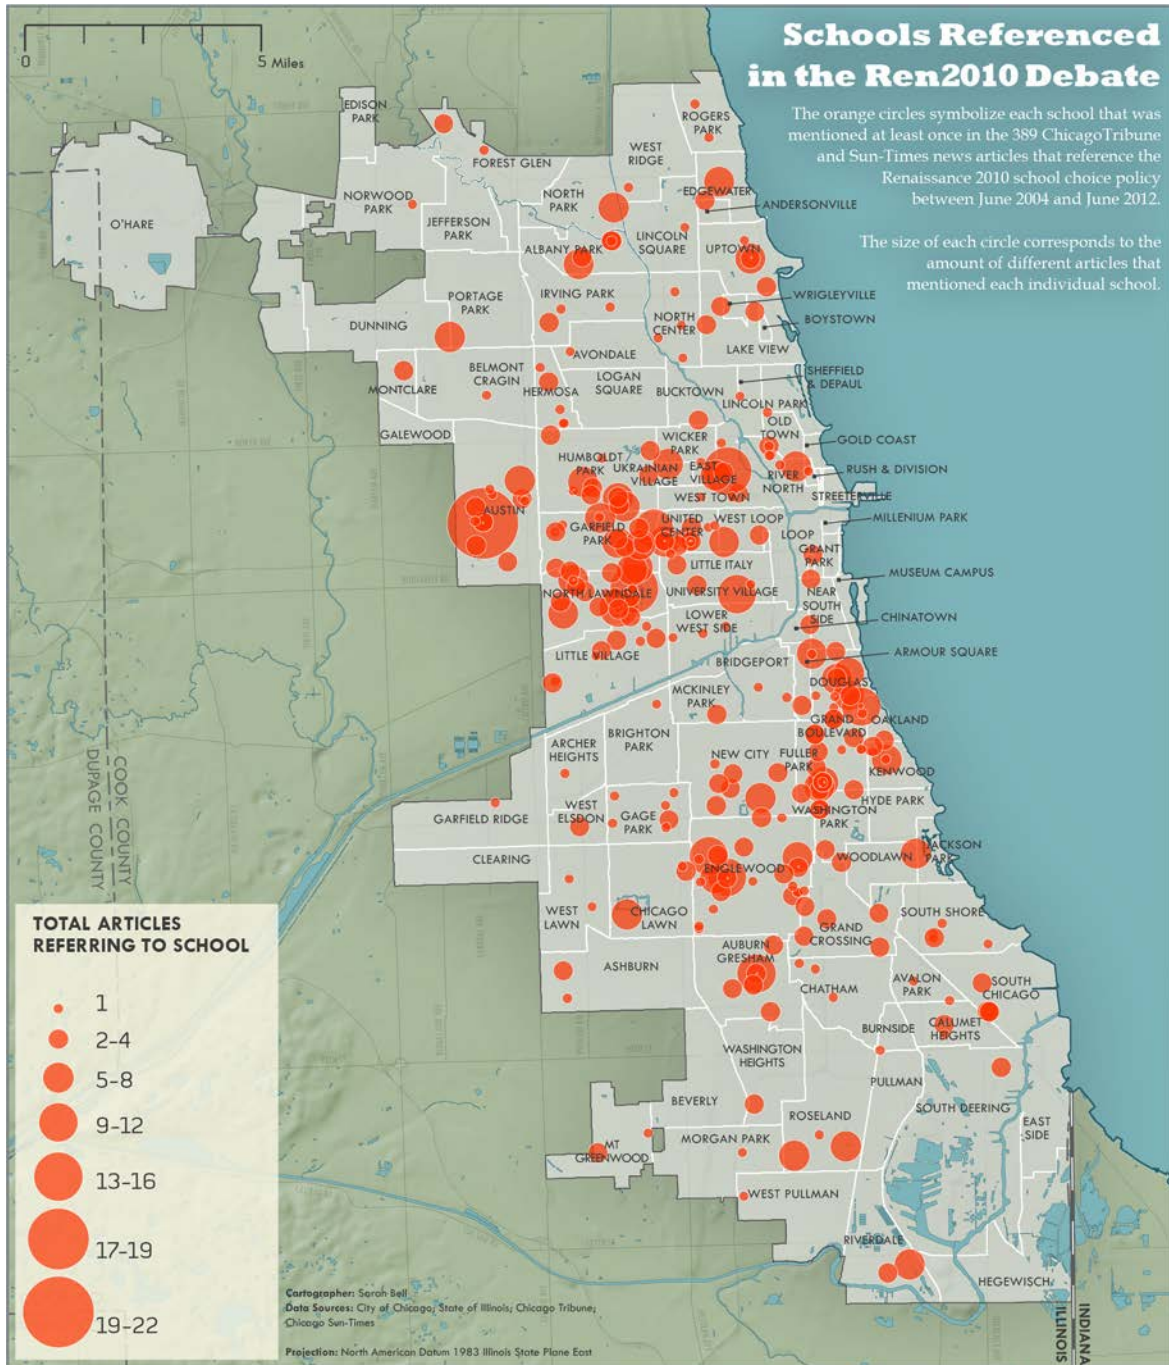 Schools Referenced
in the Ren2010 Debate
The orange circles symbolize each school that was
mentioned at least once in the 389 ChicagoTribune
and Sun-Times news articles that reference the
Renaissance 2010 school choice policy
between June 2004 and June 2012.
The size of each circle corresponds to the
amount of different articles that
mentioned each individual school.
0
5 Miles
EDISON
PARK
ROGERS
PARK
FOREST GLEN
WEST
RIDGE
NORWOOD
PARK
NORTH
PARK
EDGEWATER
ANDERSONVILLE
O'HARE
JEFFERSON
PARK
ALBANY PARK
LINCOLN
SQUARE
UPTOWN
PORTAGE
PARK
IRVING PARK
WRIGLEYVILLE
DUNNING
NORTH
CENTER
BOYSTOWN
LAKE VIEW
AVONDALE
BELMONT
CRAGIN
MONTCLARE
HERMOSA
LOGAN
SQUARE
BUCKTOWN
SHEFFIELD
& DEPAUL
LINCOLN PARK
GALEWOOD
OLD
TOWN
GOLD COAST
WICKER
PARK
HUMBOLDT
PARK
UKRAINIAN
VILLAGE
EAST
VILLAGE
RIVER
NORTH
RUSH & DIVISION
WEST TOWN
STREETERVILLE
AUSTIN
GARFIELD
PARK
UNITED
CENTER
WEST LOOP
MILLENIUM PARK
LOOP
GRANT
PARK
LITTLE ITALY
MUSEUM CAMPUS
NORTH LAWNDALE
UNIVERSITY VILLAGE
NEAR
SOUTH
SIDE
LOWER
WEST SIDE
CHINATOWN
LITTLE VILLAGE
BRIDGEPORT
ARMOUR SQUARE
MCKINLEY
PARK
DOUGLAS
GRAND
BOULEVARD
OAKLAND
BRIGHTON
PARK
ARCHER
HEIGHTS
NEW CITY
FULLER
PARK
KENWOOD
HYDE PARK
WEST
ELSDON
GAGE
PARK
WASHINGTON
PARK
GARFIELD RIDGE
CLEARING
JACKSON
PARK
WOODLAWN
ENGLEWOOD
WEST
LAWN
CHICAGO
LAWN
SOUTH SHORE
GRAND
CROSSING
AUBURN
GRESHAM
ASHBURN
CHATHAM
AVALON
PARK
SOUTH
CHICAGO
BURNSIDE
CALUMET
HEIGHTS
WASHINGTON
HEIGHTS
PULLMAN
BEVERLY
ROSELAND
SOUTH DEERING
EAST
SIDE
MORGAN PARK
MT
GREENWOOD
WEST PULLMAN
RIVERDALE
HEGEWISCH
COOK COUNTY
DUPAGE COUNTY
ILLINOIS
INDIANA
TOTAL ARTICLES
REFERRING TO SCHOOL
1
2-4
5-8
9-12
13-16
17-19
19-22
Cartographer: Sarah Bell
Data Sources: City of Chicago; State of Illinois; Chicago Tribune;
Chicago Sun-Times
Projection: North American Datum 1983 Illinois State Plane East